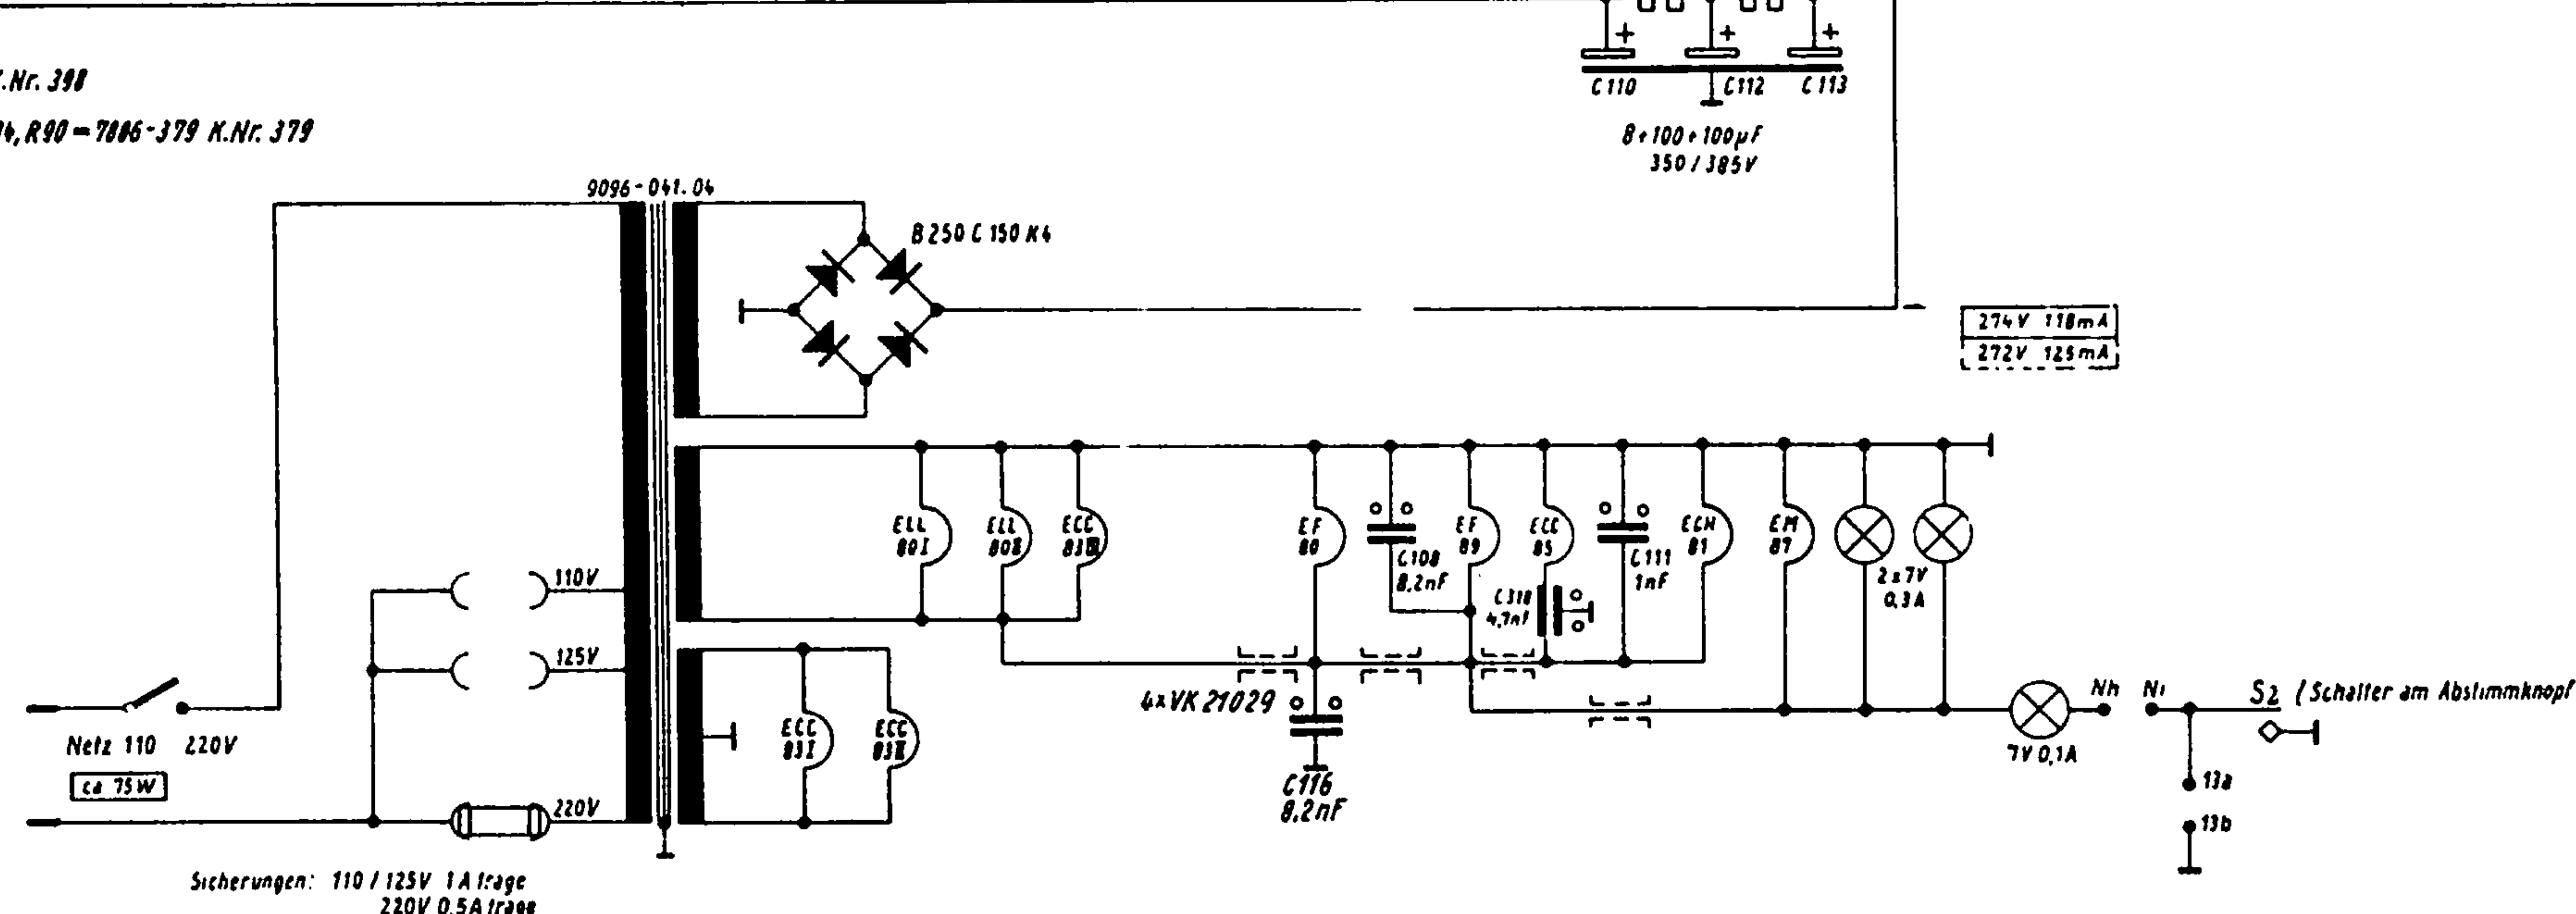 .Nr. 398
4, R90 = 7886-379 K.Nr. 379
C110 C112 C113
8+100+100µF
350 / 385V
9096-041.04
B250 C 150 K4
274V 118mA
272V 125mA
ELL 80I
ELL 80II
ECC 83III
EF 80
C108 8,2nF
EF 89
ECC 85
C318 4,7nF
C111 1nF
ECH 81
EM 87
2x7V 0,3A
110V
125V
220V
Netz 110 220V
ca 75W
ECC 83I
ECC 83II
4xVK 21029
C116
8,2nF
7V 0,1A
Nh Ni
S2 (Schalter am Abstimmknopf
13a
13b
Sicherungen: 110 / 125V 1A träge
220V 0,5A träge